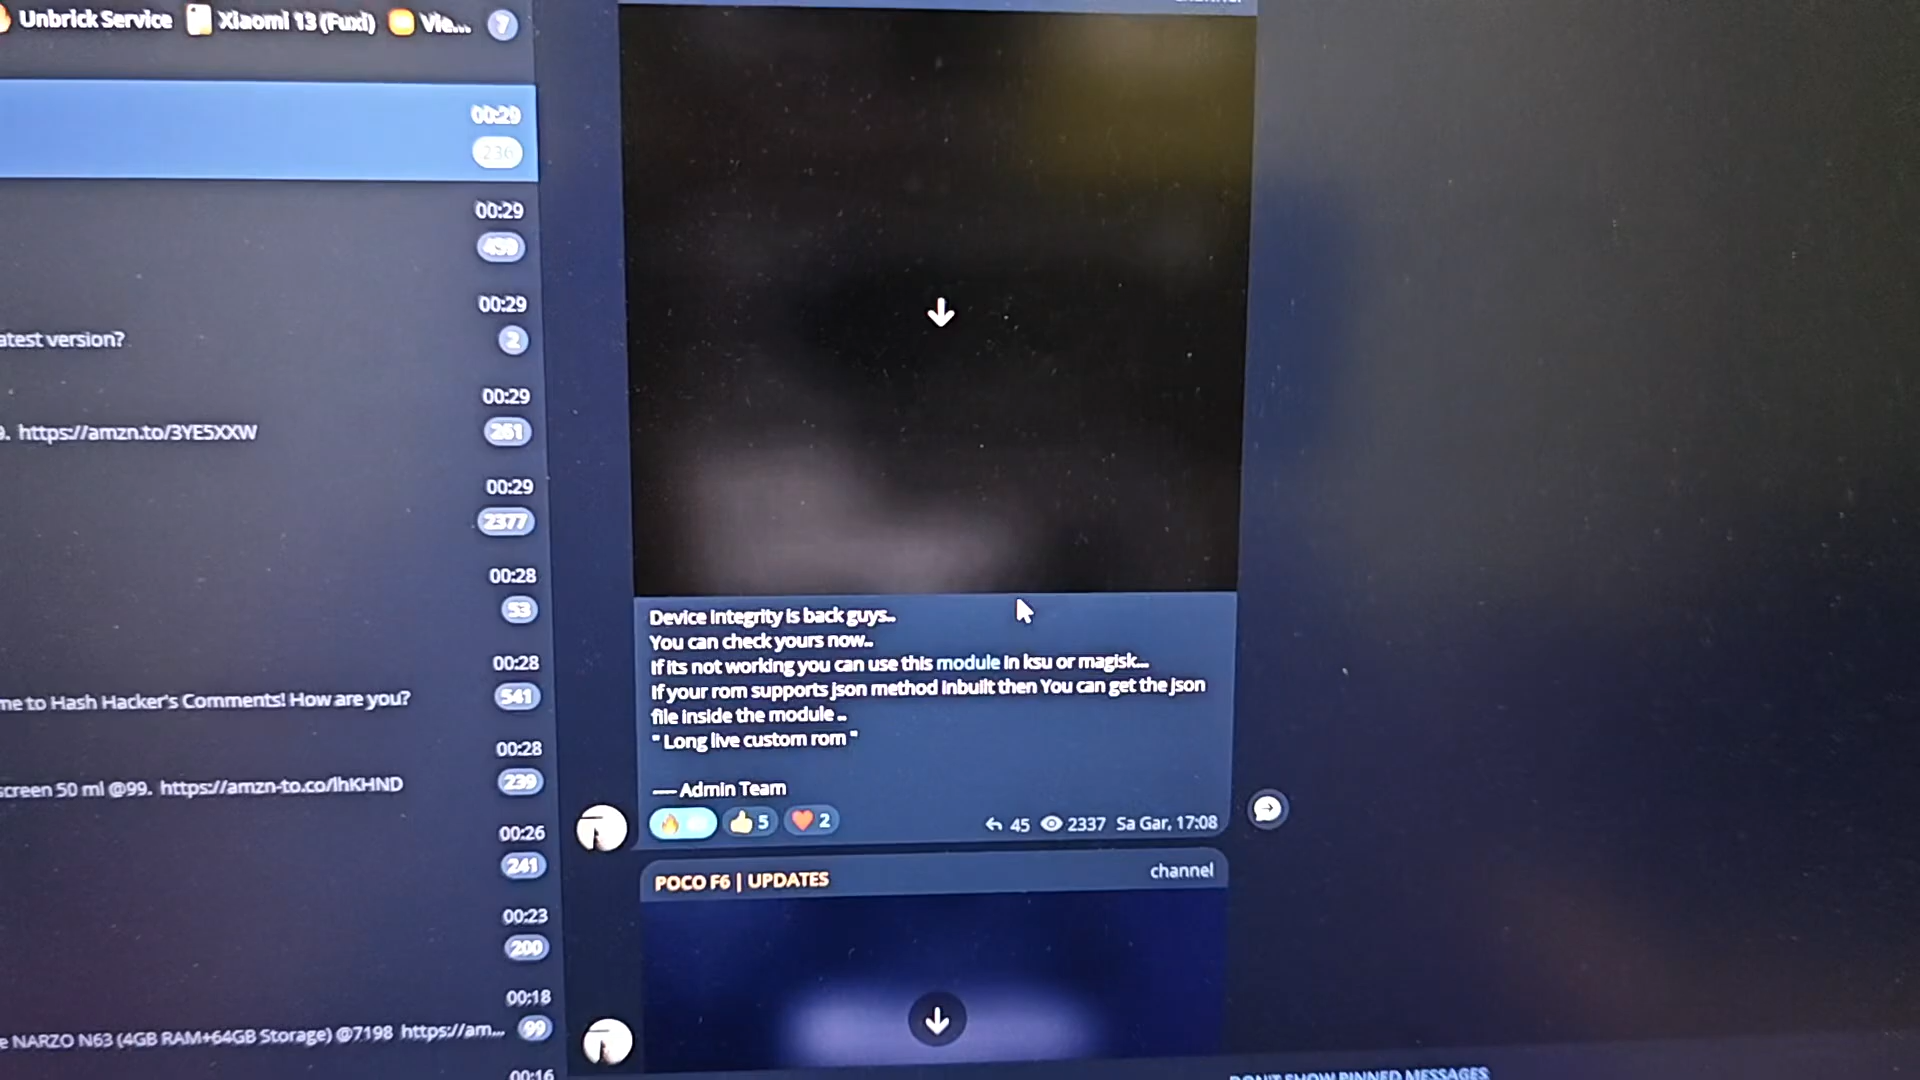 Unbrick Service Xiaomi 13 (Fuxi) Vie... 7
00:29
236
00:29
00:29
atest version?
2
00:29
9. https://amzn.to/3YE5XXW
261
00:29
2377
00:28
53
00:28
me to Hash Hacker's Comments! How are you?
541
00:28
screen 50 ml @99. https://amzn-to.co/lhKHND
239
00:26
241
00:23
200
00:18
e NARZO N63 (4GB RAM+64GB Storage) @7198 https://am...
99
00:16
Device integrity is back guys..
You can check yours now..
If its not working you can use this module in ksu or magisk...
If your rom supports json method inbuilt then You can get the json
file inside the module ..
" Long live custom rom "
— Admin Team
5 2
45 2337 Sa Gar, 17:08
POCO F6 | UPDATES
channel
DON'T SHOW PINNED MESSAGES